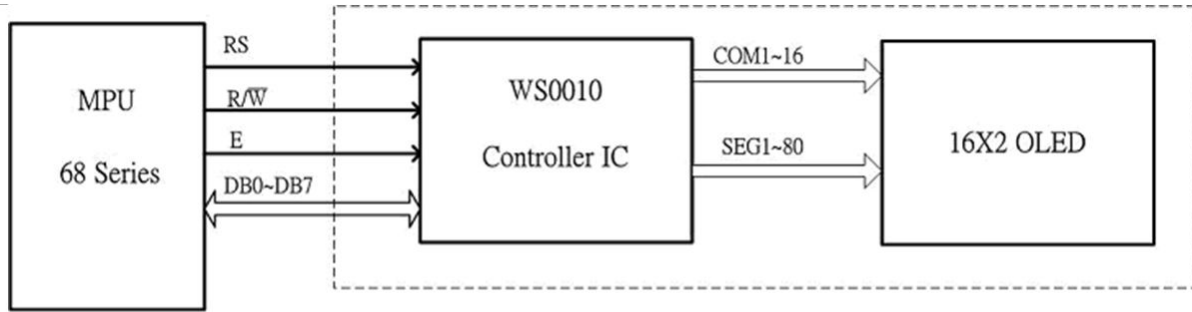 MPU
68 Series
RS
R/W̅
E
DB0~DB7
WS0010
Controller IC
COM1~16
SEG1~80
16X2 OLED